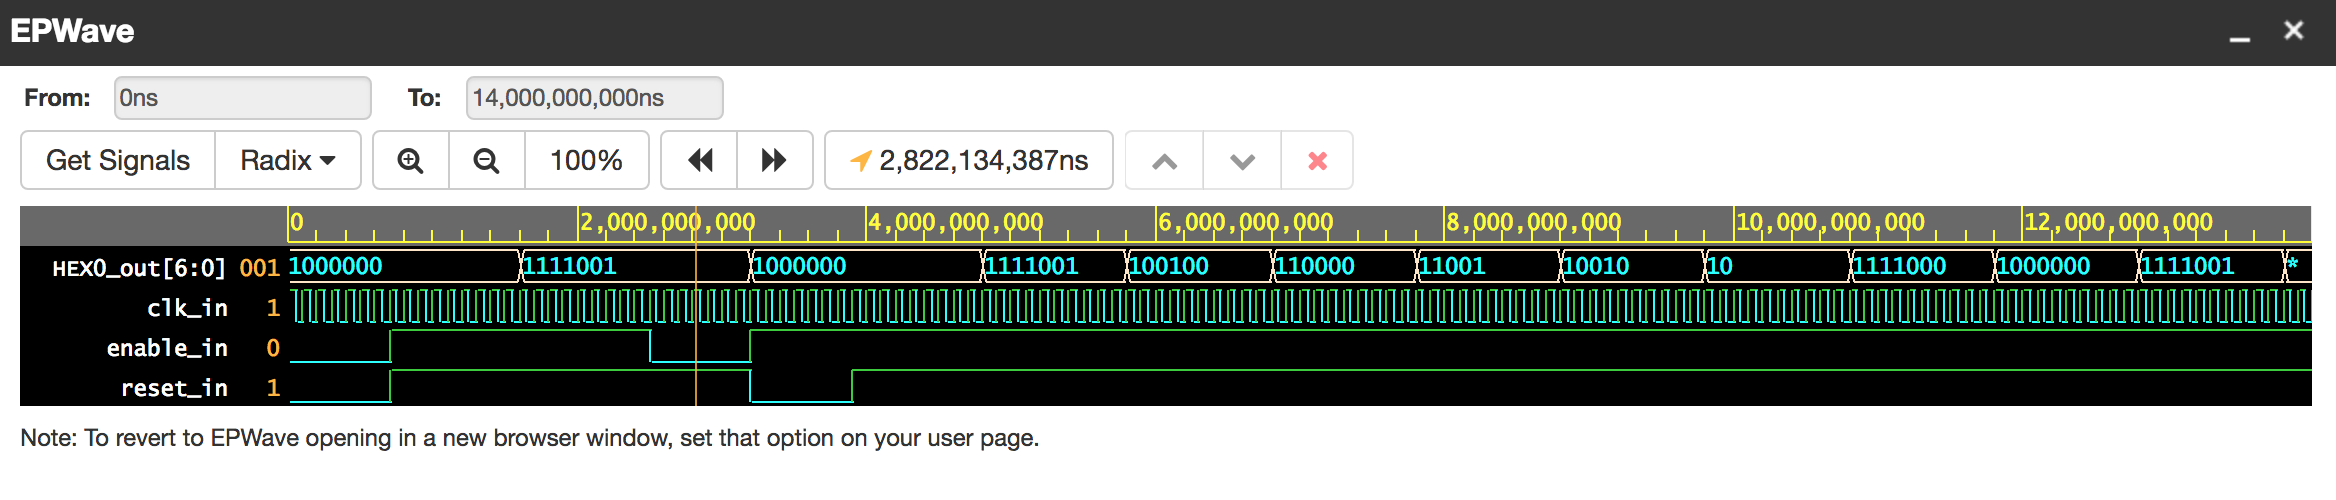 EPWave
From: 0ns To: 14,000,000,000ns
Get Signals Radix 100% 2,822,134,387ns
0 2,000,000,000 4,000,000,000 6,000,000,000 8,000,000,000 10,000,000,000 12,000,000,000
HEX0_out[6:0] 001 1000000 1111001 1000000 1111001 100100 110000 11001 10010 10 1111000 1000000 1111001 *
clk_in 1
enable_in 0
reset_in 1
Note: To revert to EPWave opening in a new browser window, set that option on your user page.